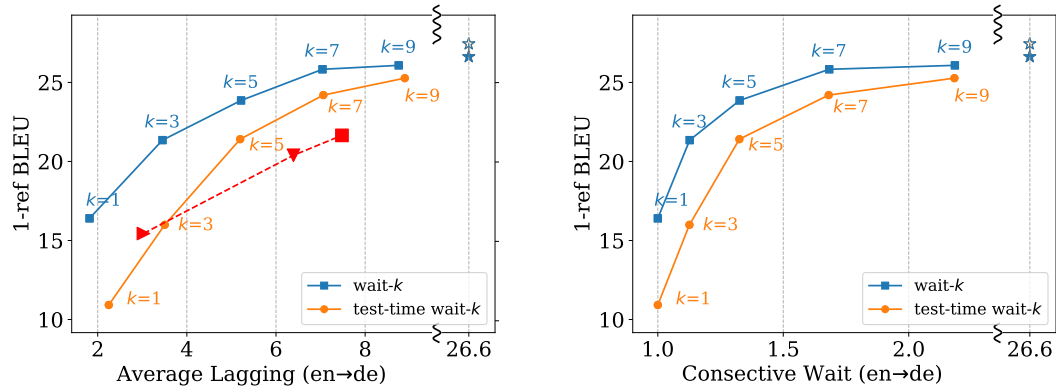 1-ref BLEU
25
20
15
10
k=1
k=3
k=5
k=7
k=9
k=1
k=3
k=5
k=7
k=9
wait-k
test-time wait-k
2 4 6 8 26.6
Average Lagging (en→de)
1-ref BLEU
25
20
15
10
k=1
k=3
k=5
k=7
k=9
k=1
k=3
k=5
k=7
k=9
wait-k
test-time wait-k
1.0 1.5 2.0 26.6
Consective Wait (en→de)